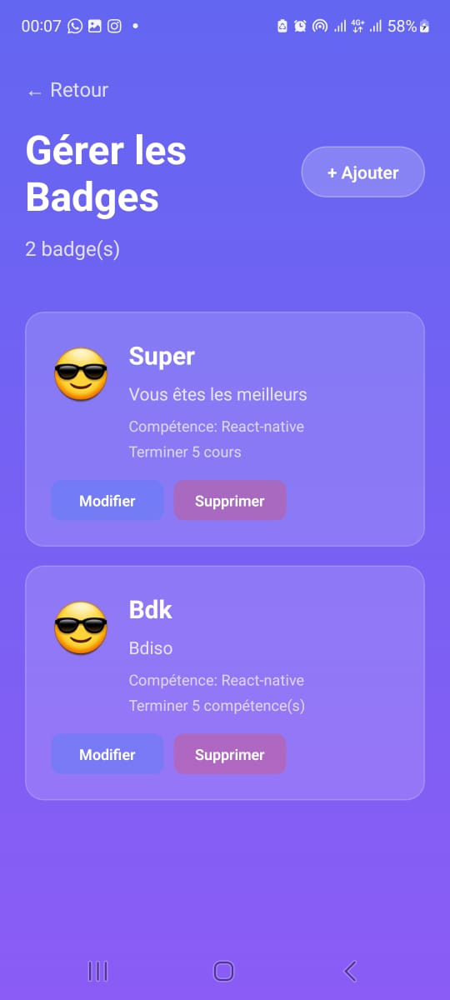 00:07 4G+ 58%
← Retour
Gérer les
Badges
+ Ajouter
2 badge(s)
Super
Vous êtes les meilleurs
Compétence: React-native
Terminer 5 cours
Modifier Supprimer
Bdk
Bdiso
Compétence: React-native
Terminer 5 compétence(s)
Modifier Supprimer